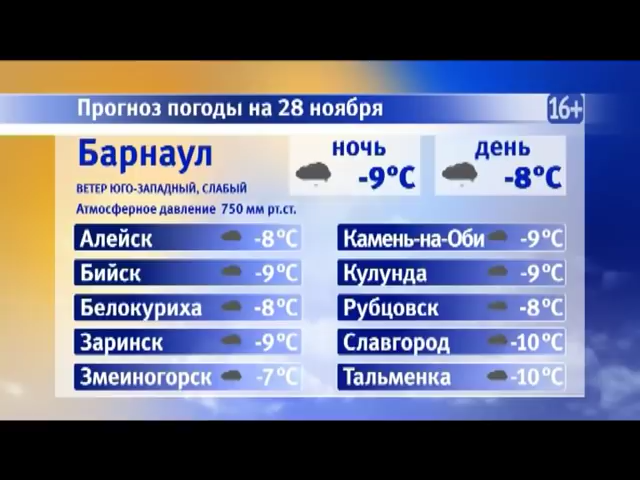 Прогноз погоды на 28 ноября
16+
Барнаул
ночь
-9°C
день
-8°C
ВЕТЕР ЮГО-ЗАПАДНЫЙ, СЛАБЫЙ
Атмосферное давление 750 мм рт.ст.
Алейск -8°C
Бийск -9°C
Белокуриха -8°C
Заринск -9°C
Змеиногорск -7°C
Камень-на-Оби -9°C
Кулунда -9°C
Рубцовск -8°C
Славгород -10°C
Тальменка -10°C